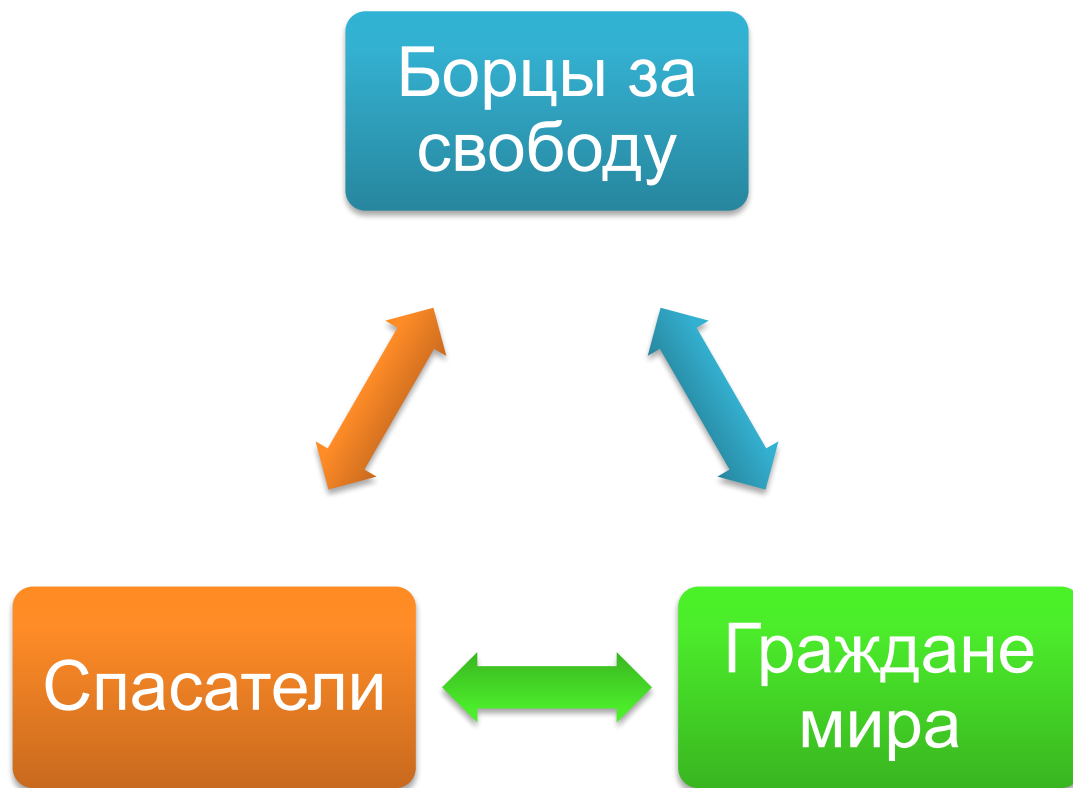 Борцы за
свободу
Спасатели
Граждане
мира